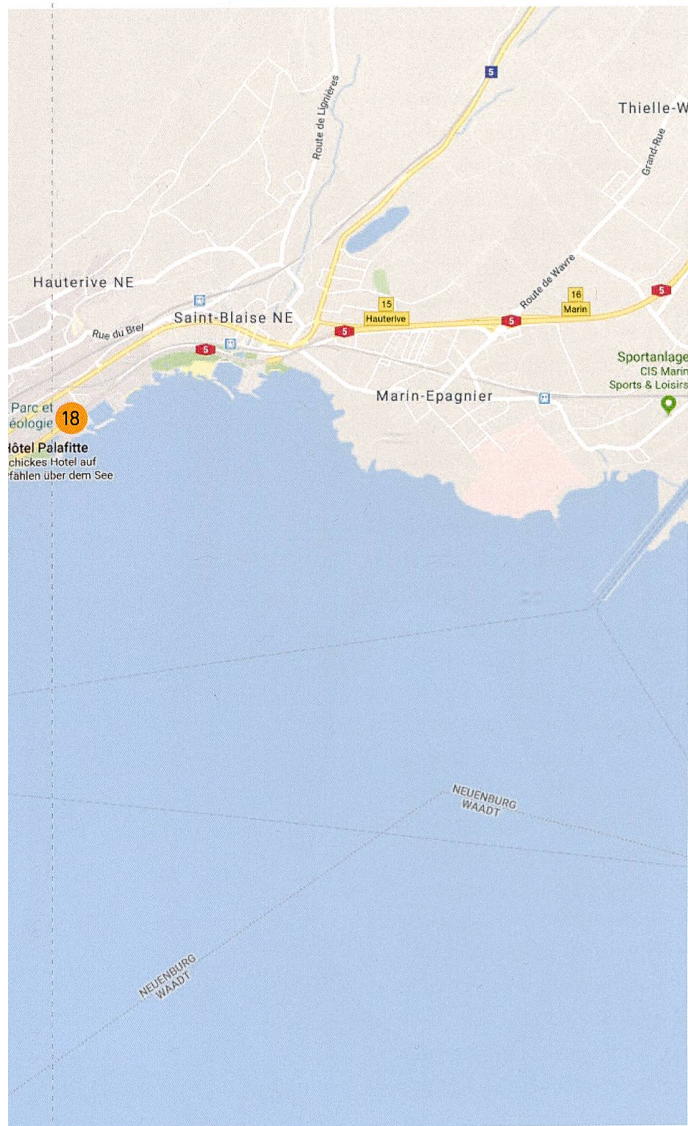 5
Thielle-W
Route de Lignières
Grand-Rue
Hauterive NE
Route de Wavre
5
15
Hauterive
16
Marin
Saint-Blaise NE
Rue du Brel
5
5
5
Sportanlage
CIS Marin
Sports & Loisirs
Marin-Epagnier
Parc et
éologie
18
Hôtel Palafitte
chickes Hotel auf
fählen über dem See
NEUENBURG
WAADT
NEUENBURG
WAADT